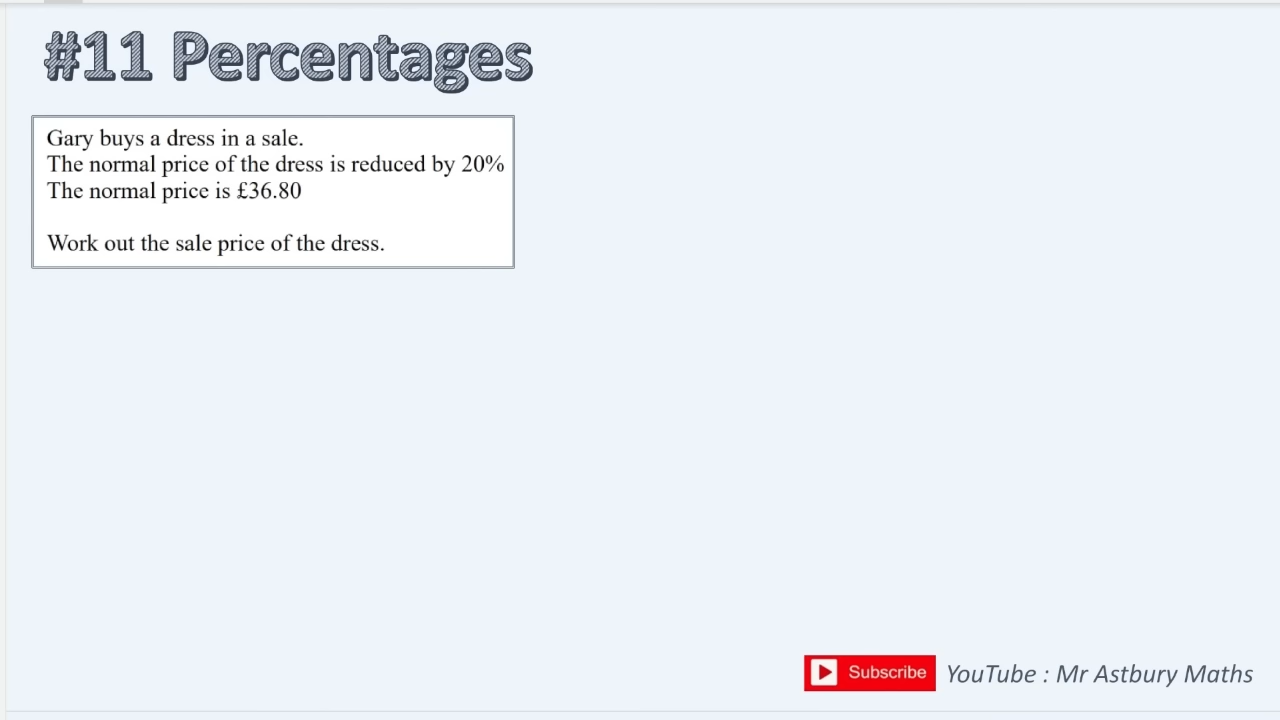 #11 Percentages
Gary buys a dress in a sale.
The normal price of the dress is reduced by 20%
The normal price is £36.80
Work out the sale price of the dress.
Subscribe
YouTube : Mr Astbury Maths